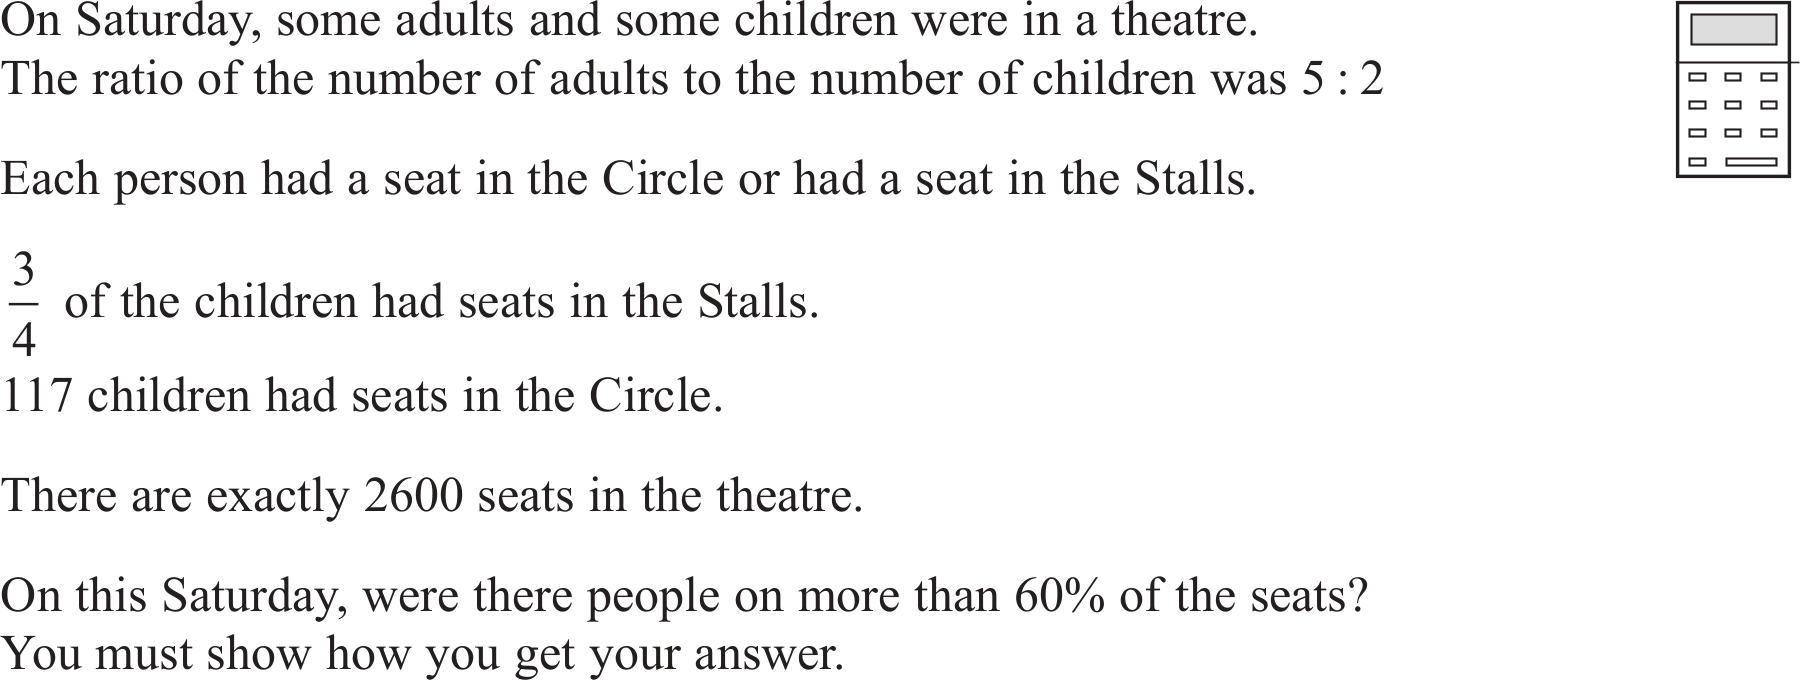 On Saturday, some adults and some children were in a theatre.
The ratio of the number of adults to the number of children was 5 : 2
Each person had a seat in the Circle or had a seat in the Stalls.
3/4 of the children had seats in the Stalls.
117 children had seats in the Circle.
There are exactly 2600 seats in the theatre.
On this Saturday, were there people on more than 60% of the seats?
You must show how you get your answer.